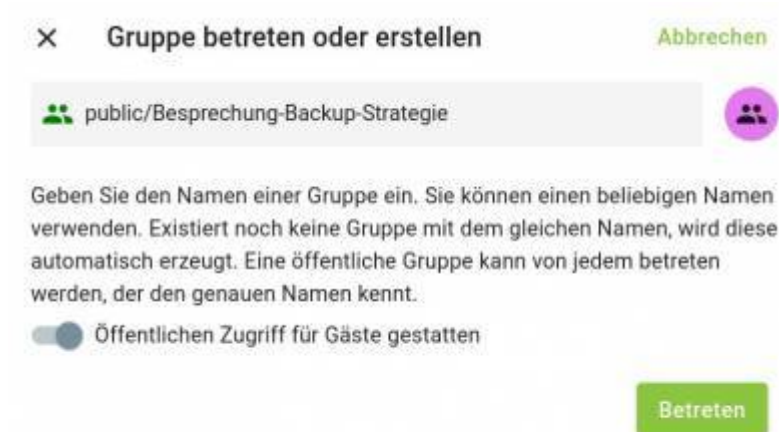 Gruppe betreten oder erstellen
Abbrechen
public/Besprechung-Backup-Strategie
Geben Sie den Namen einer Gruppe ein. Sie können einen beliebigen Namen
verwenden. Existiert noch keine Gruppe mit dem gleichen Namen, wird diese
automatisch erzeugt. Eine öffentliche Gruppe kann von jedem betreten
werden, der den genauen Namen kennt.
Öffentlichen Zugriff für Gäste gestatten
Betreten